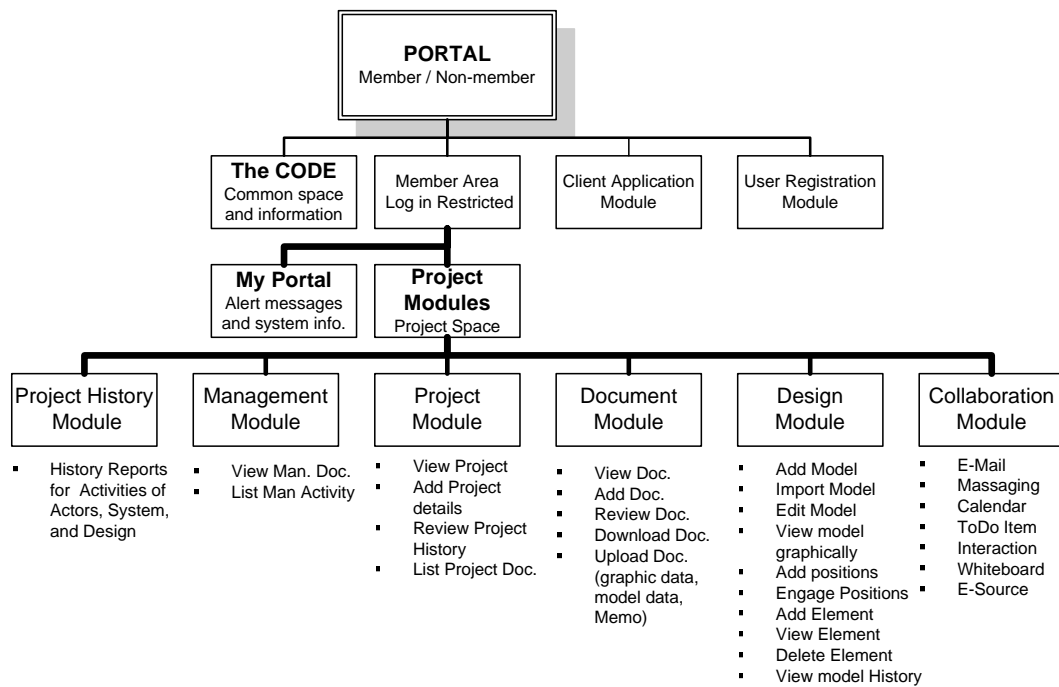 PORTAL
Member / Non-member
The CODE
Common space
and information
Member Area
Log in Restricted
Client Application
Module
User Registration
Module
My Portal
Alert messages
and system info.
Project
Modules
Project Space
Project History
Module
Management
Module
Project
Module
Document
Module
Design
Module
Collaboration
Module
▪ History Reports
for Activities of
Actors, System,
and Design
▪ View Man. Doc.
▪ List Man Activity
▪ View Project
▪ Add Project
details
▪ Review Project
History
▪ List Project Doc.
▪ View Doc.
▪ Add Doc.
▪ Review Doc.
▪ Download Doc.
▪ Upload Doc.
(graphic data,
model data,
Memo)
▪ Add Model
▪ Import Model
▪ Edit Model
▪ View model
graphically
▪ Add positions
▪ Engage Positions
▪ Add Element
▪ View Element
▪ Delete Element
▪ View model History
▪ E-Mail
▪ Massaging
▪ Calendar
▪ ToDo Item
▪ Interaction
▪ Whiteboard
▪ E-Source